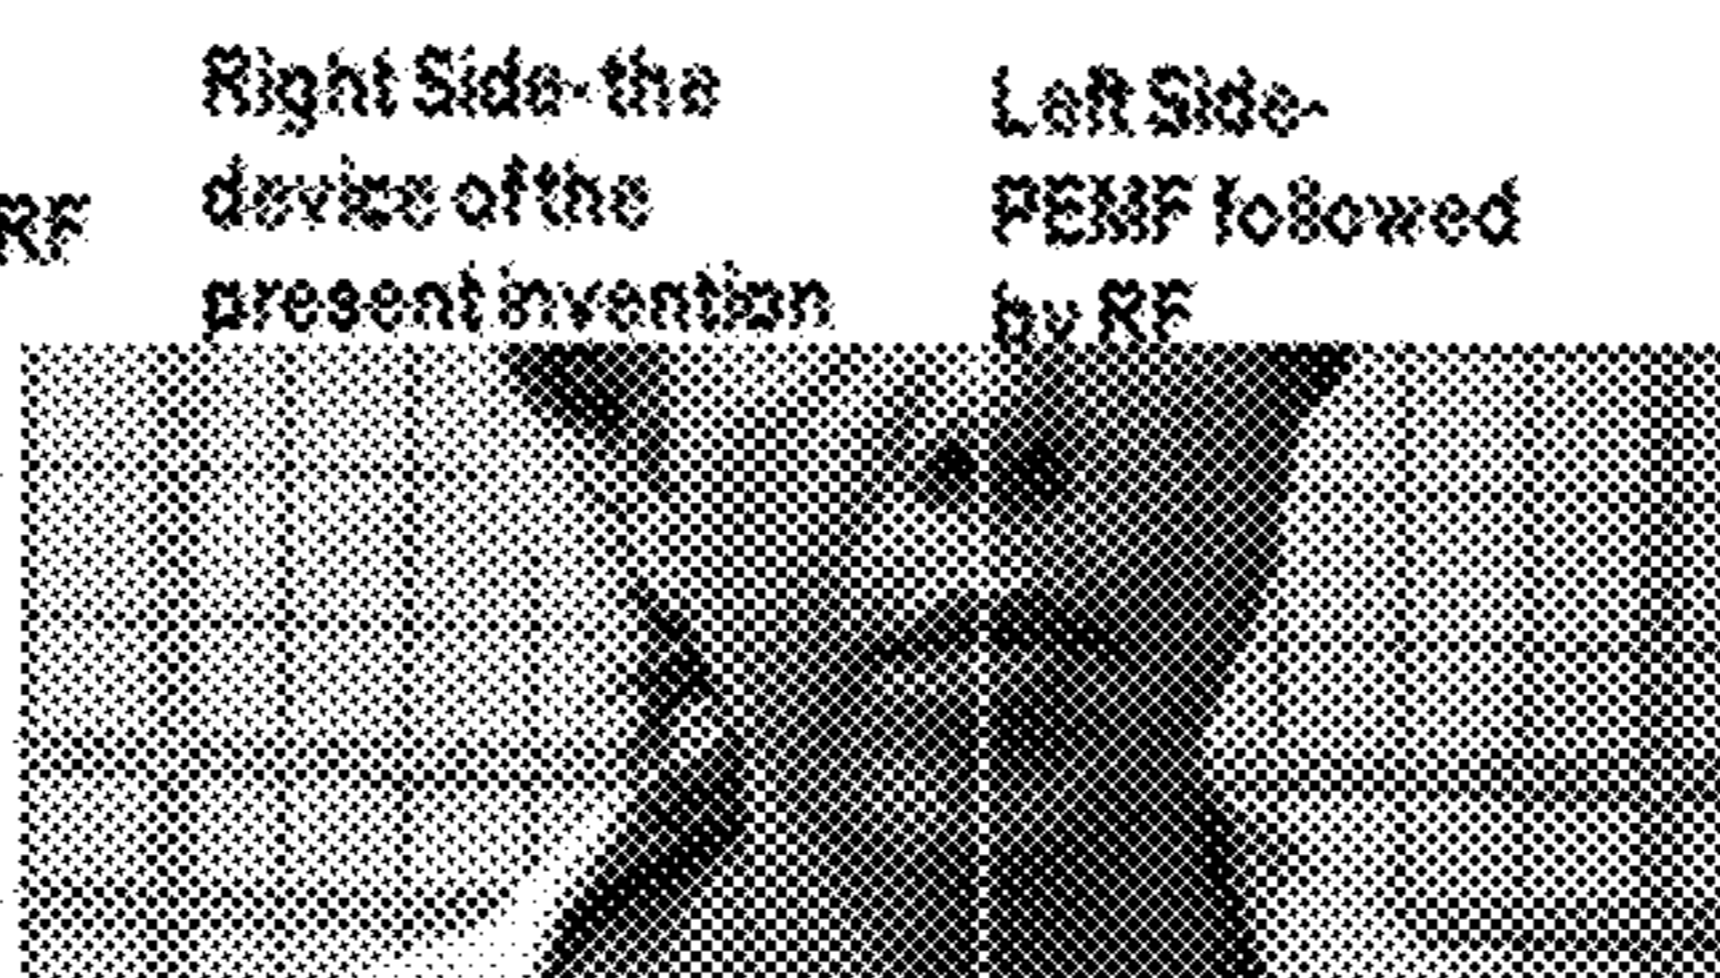 RF
Right Side- the
device of the
present invention
Left Side-
PEMF followed
by RF